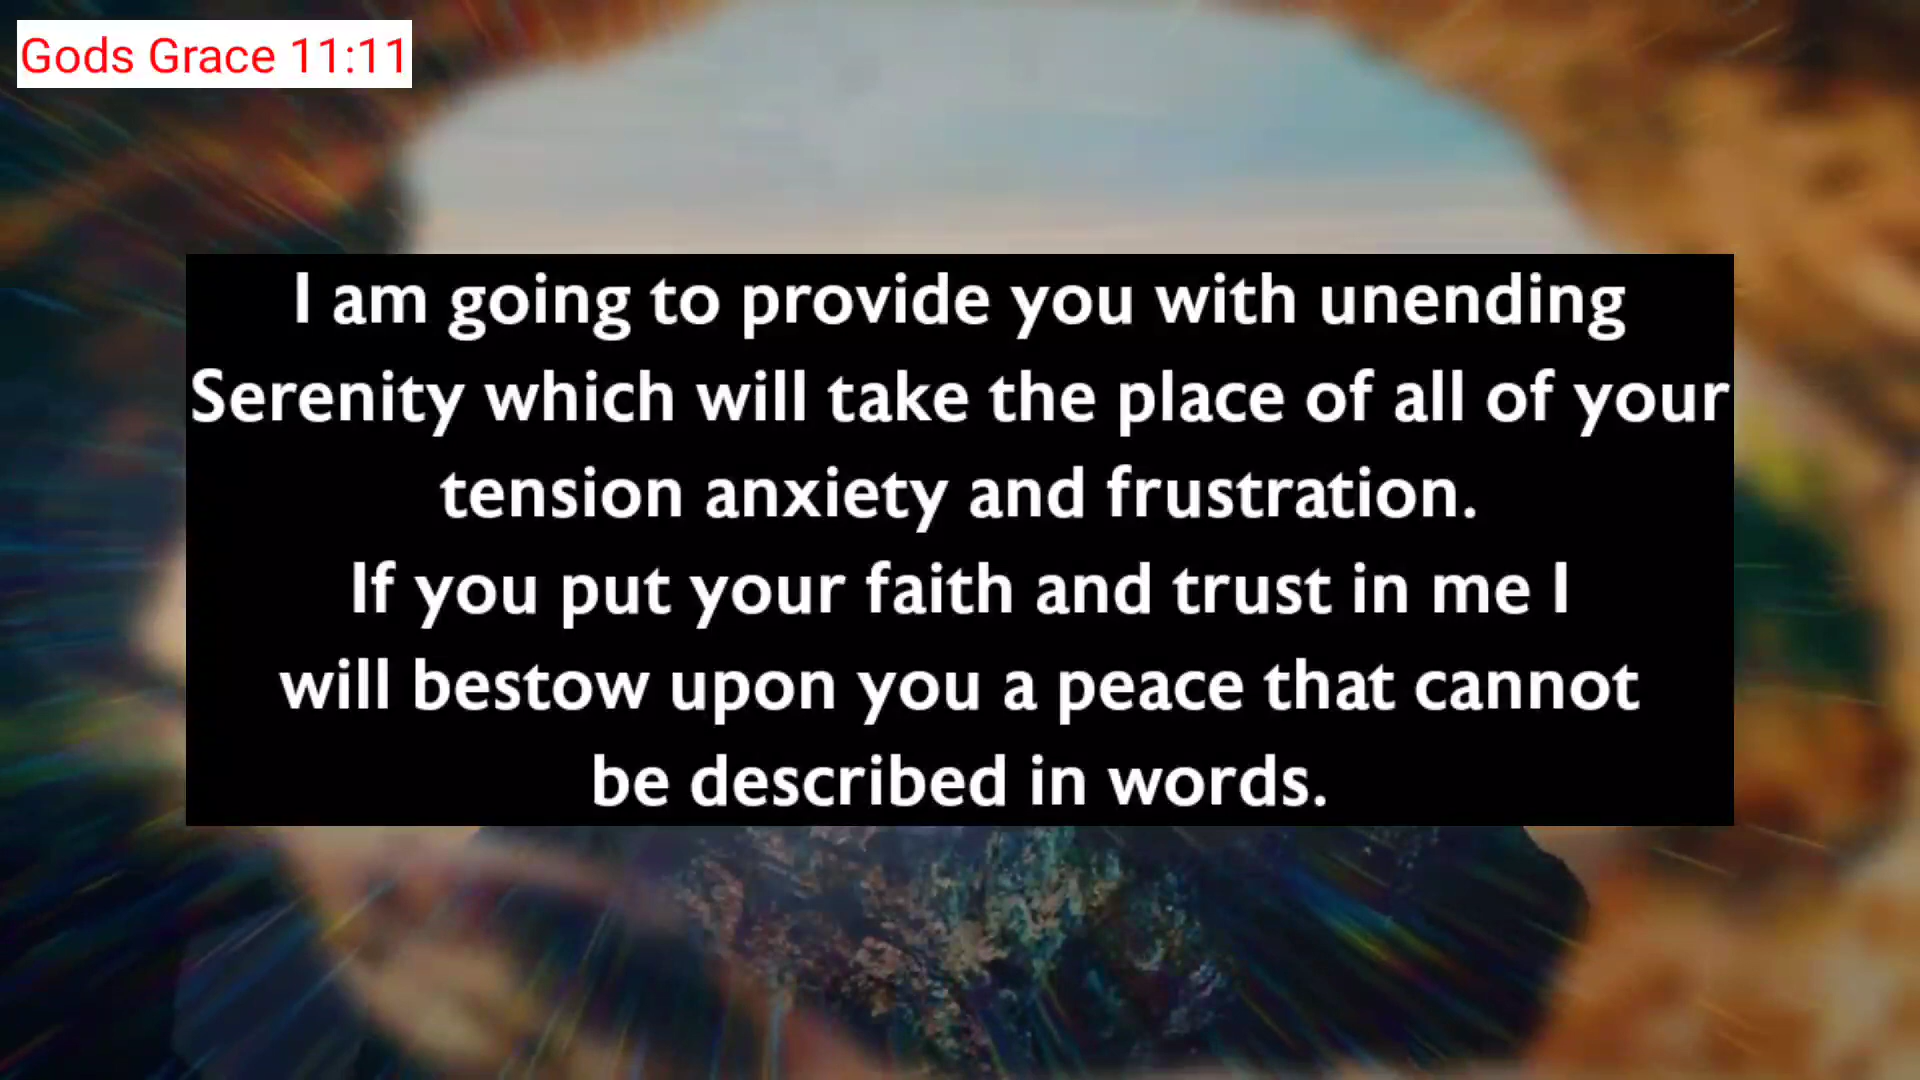 Gods Grace 11:11
I am going to provide you with unending
Serenity which will take the place of all of your
tension anxiety and frustration.
If you put your faith and trust in me I
will bestow upon you a peace that cannot
be described in words.